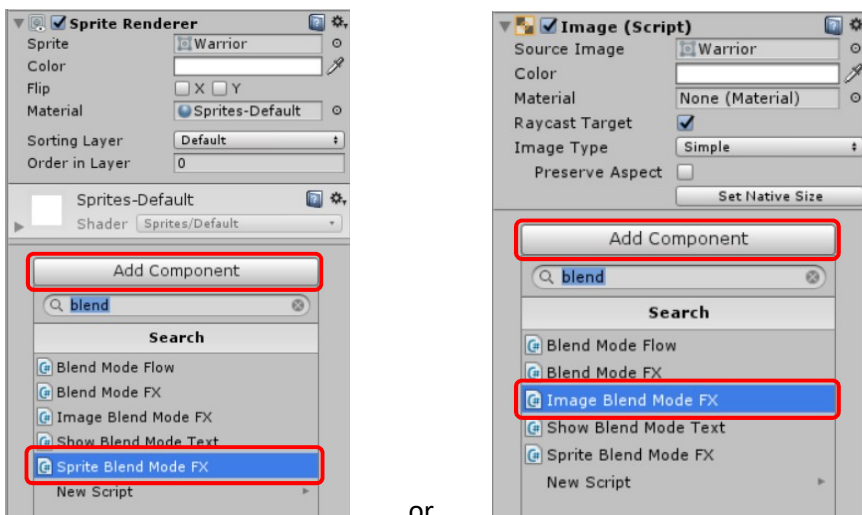 Sprite Renderer
Sprite Warrior
Color
Flip X Y
Material Sprites-Default
Sorting Layer Default
Order in Layer 0
Sprites-Default
Shader Sprites/Default
Add Component
blend
Search
Blend Mode Flow
Blend Mode FX
Image Blend Mode FX
Show Blend Mode Text
Sprite Blend Mode FX
New Script
or
Image (Script)
Source Image Warrior
Color
Material None (Material)
Raycast Target
Image Type Simple
Preserve Aspect
Set Native Size
Add Component
blend
Search
Blend Mode Flow
Blend Mode FX
Image Blend Mode FX
Show Blend Mode Text
Sprite Blend Mode FX
New Script